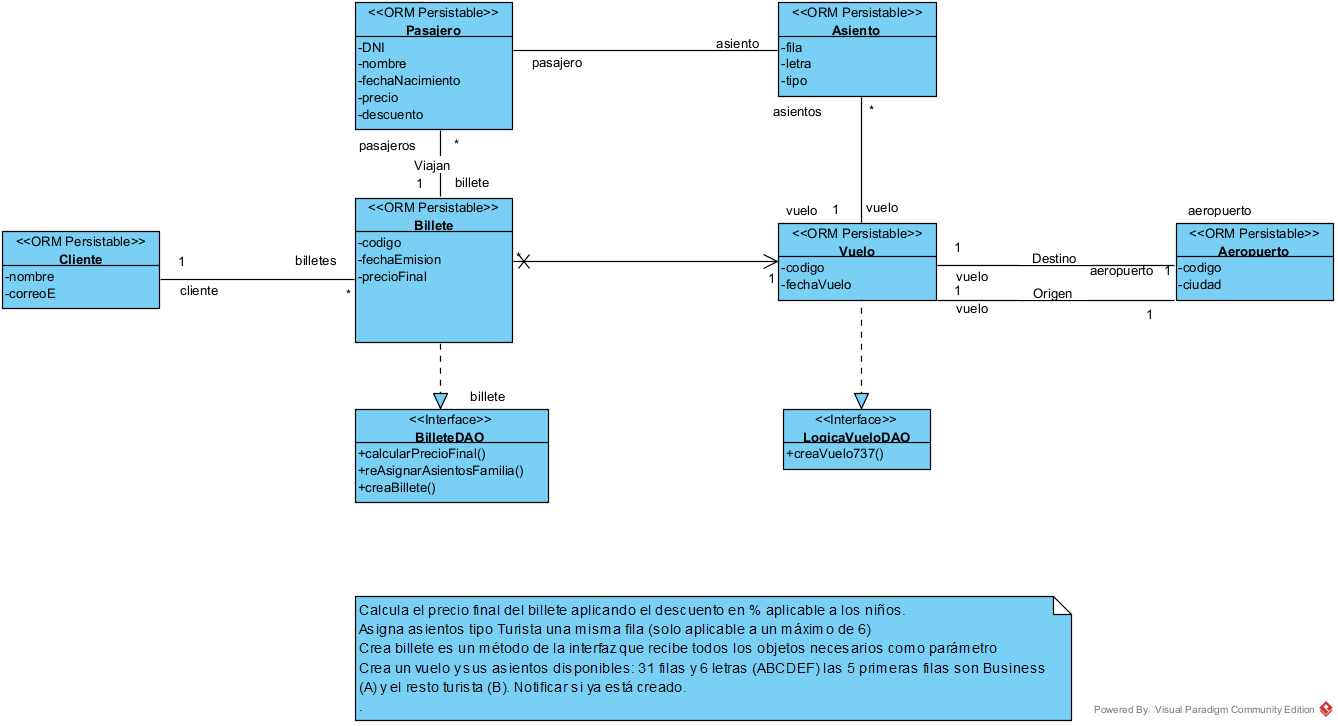 <<ORM Persistable>>
Pasajero
-DNI
-nombre
-fechaNacimiento
-precio
-descuento
<<ORM Persistable>>
Asiento
-fila
-letra
-tipo
asiento
pasajero
pasajeros
*
Viajan
1
billete
asientos
*
vuelo
1
vuelo
<<ORM Persistable>>
Cliente
-nombre
-correoE
1
billetes
cliente
*
<<ORM Persistable>>
Billete
-codigo
-fechaEmision
-precioFinal
*
1
<<ORM Persistable>>
Vuelo
-codigo
-fechaVuelo
1
Destino
vuelo
aeropuerto
1
1
Origen
vuelo
1
aeropuerto
<<ORM Persistable>>
Aeropuerto
-codigo
-ciudad
billete
<<Interface>>
BilleteDAO
+calcularPrecioFinal()
+reAsignarAsientosFamilia()
+creaBillete()
<<Interface>>
LogicaVueloDAO
+creaVuelo737()
Calcula el precio final del billete aplicando el descuento en % aplicable a los niños.
Asigna asientos tipo Turista una misma fila (solo aplicable a un máximo de 6)
Crea billete es un método de la interfaz que recibe todos los objetos necesarios como parámetro
Crea un vuelo y sus asientos disponibles: 31 filas y 6 letras (ABCDEF) las 5 primeras filas son Business
(A) y el resto turista (B). Notificar si ya está creado.
.
Powered By Visual Paradigm Community Edition